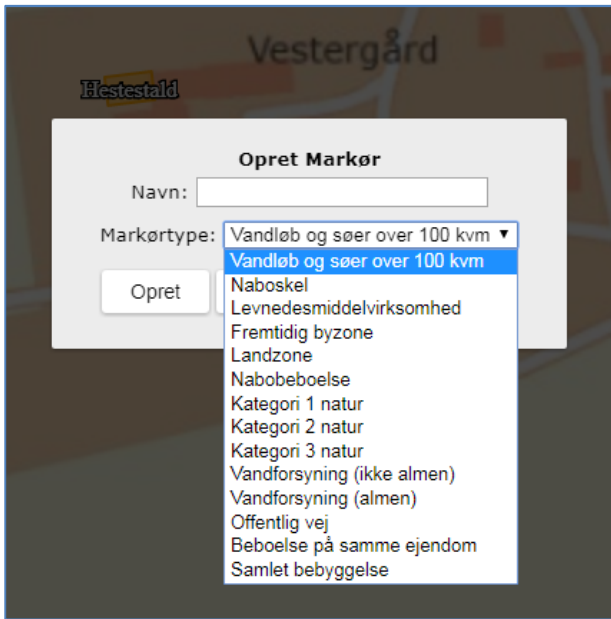 Vestergård
Hestestald
Opret Markør
Navn:
Markørtype: Vandløb og søer over 100 kvm
Vandløb og søer over 100 kvm
Naboskel
Levnedesmiddelvirksomhed
Fremtidig byzone
Landzone
Nabobeboelse
Kategori 1 natur
Kategori 2 natur
Kategori 3 natur
Vandforsyning (ikke almen)
Vandforsyning (almen)
Offentlig vej
Beboelse på samme ejendom
Samlet bebyggelse
Opret